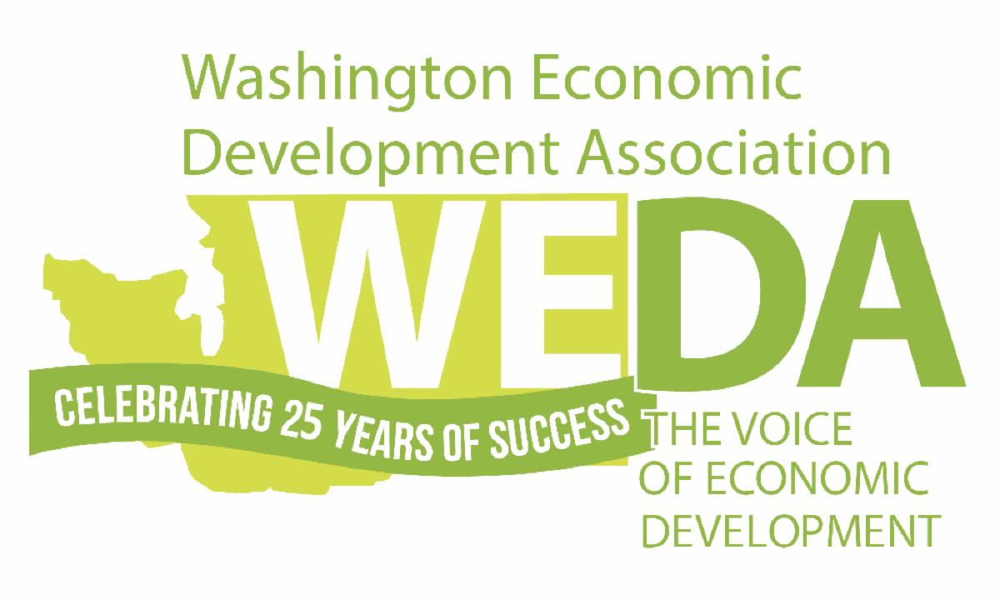 Washington Economic
Development Association
WEDA
CELEBRATING 25 YEARS OF SUCCESS
THE VOICE
OF ECONOMIC
DEVELOPMENT